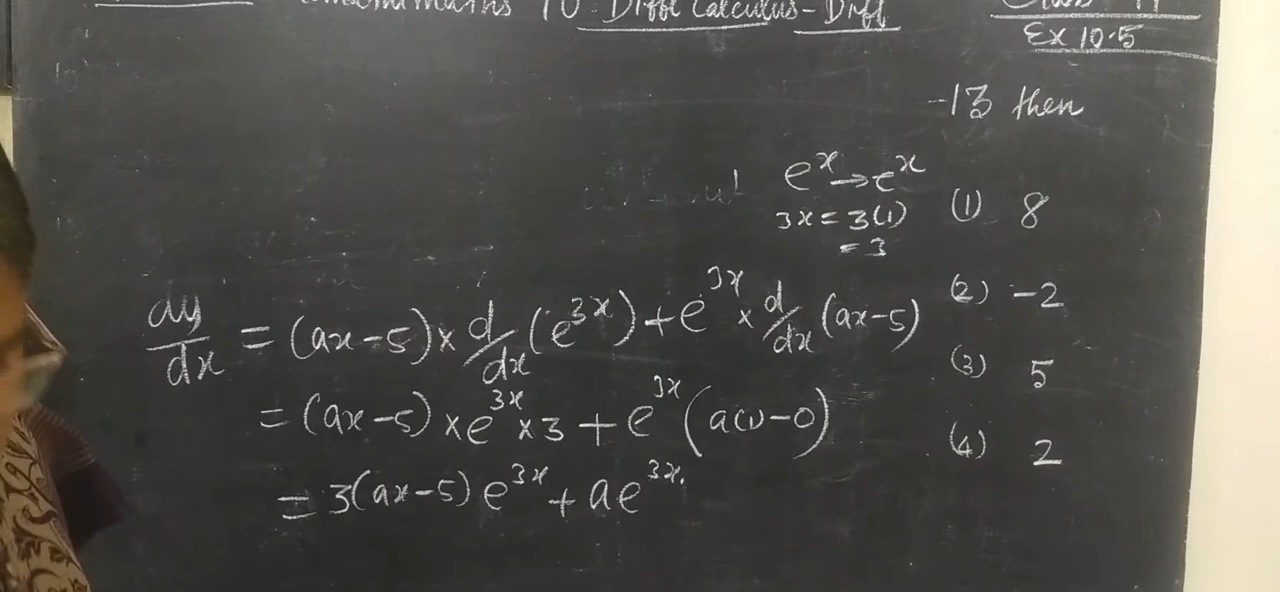 10. Diffl Calculus - Diff
Ex 10.5
-13 then
e^x → e^x
3x = 3(1)
= 3
(1) 8
(2) -2
(3) 5
(4) 2
dy/dx = (ax-5) × d/dx (e^3x) + e^3x × d/dx (ax-5)
= (ax-5) × e^3x × 3 + e^3x (a(1)-0)
= 3(ax-5) e^3x + ae^3x.